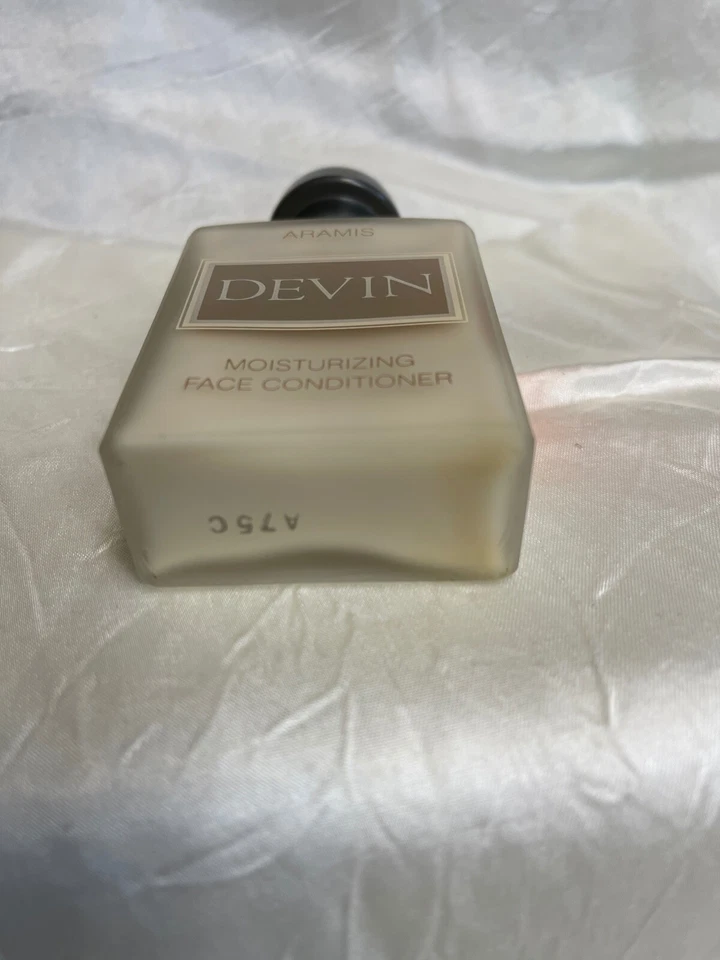 ARAMIS
DEVIN
MOISTURIZING
FACE CONDITIONER
A75C